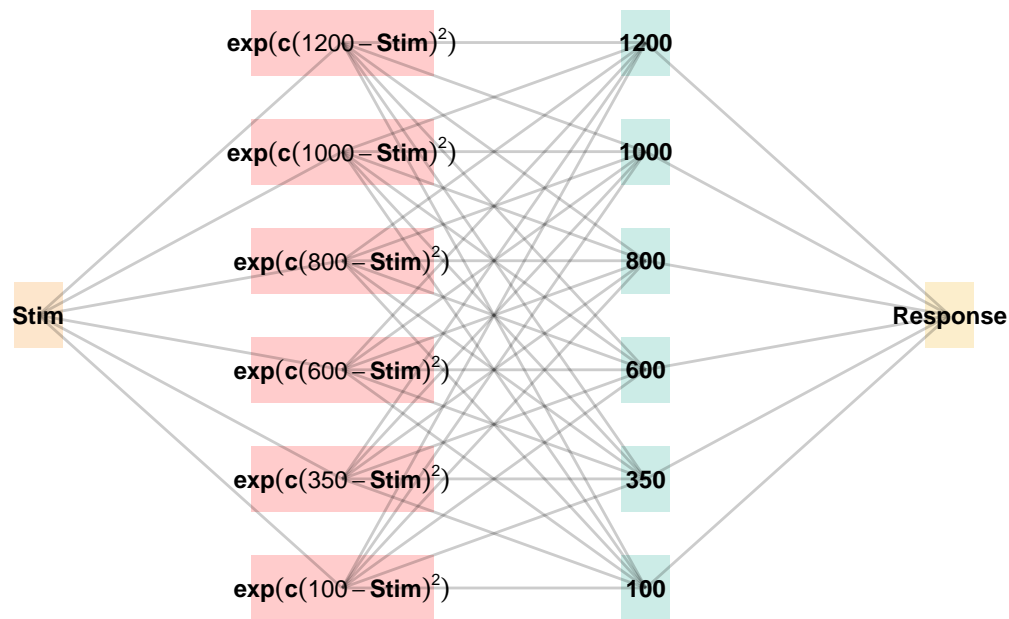 exp(c(1200 – Stim)²)
1200
exp(c(1000 – Stim)²)
1000
exp(c(800 – Stim)²)
800
Stim
Response
exp(c(600 – Stim)²)
600
exp(c(350 – Stim)²)
350
exp(c(100 – Stim)²)
100